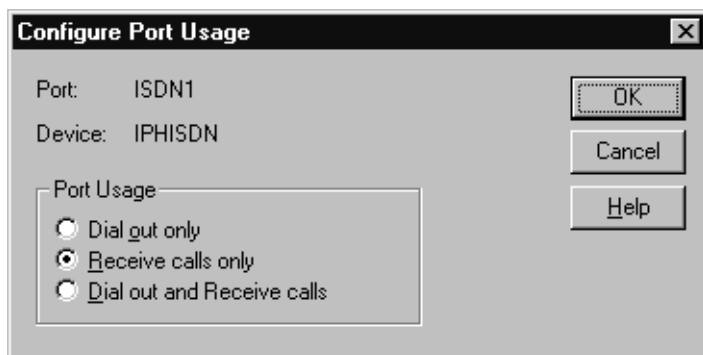 Configure Port Usage
Port: ISDN1
Device: IPHISDN
Port Usage
Dial out only
Receive calls only
Dial out and Receive calls
OK
Cancel
Help